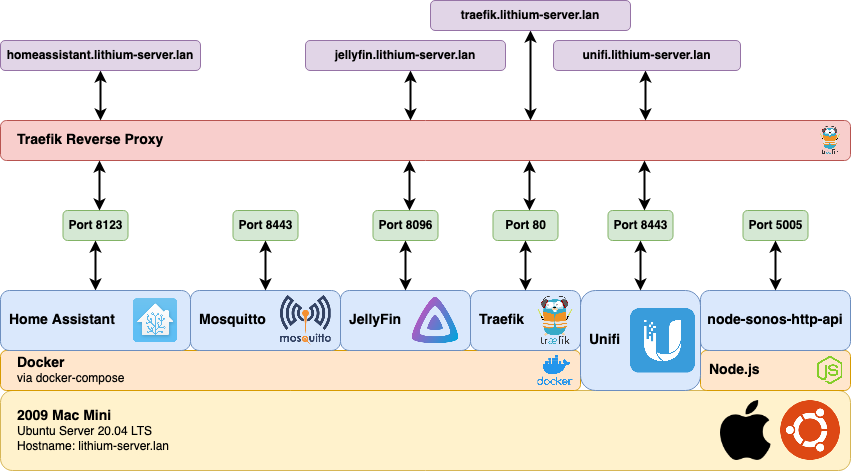 traefik.lithium-server.lan
homeassistant.lithium-server.lan
jellyfin.lithium-server.lan
unifi.lithium-server.lan
Traefik Reverse Proxy
træfik
Port 8123
Port 8443
Port 8096
Port 80
Port 8443
Port 5005
Home Assistant
Mosquitto
mosquitto
JellyFin
Traefik
træfik
Unifi
U
node-sonos-http-api
Docker
via docker-compose
docker
Node.js
JS
2009 Mac Mini
Ubuntu Server 20.04 LTS
Hostname: lithium-server.lan